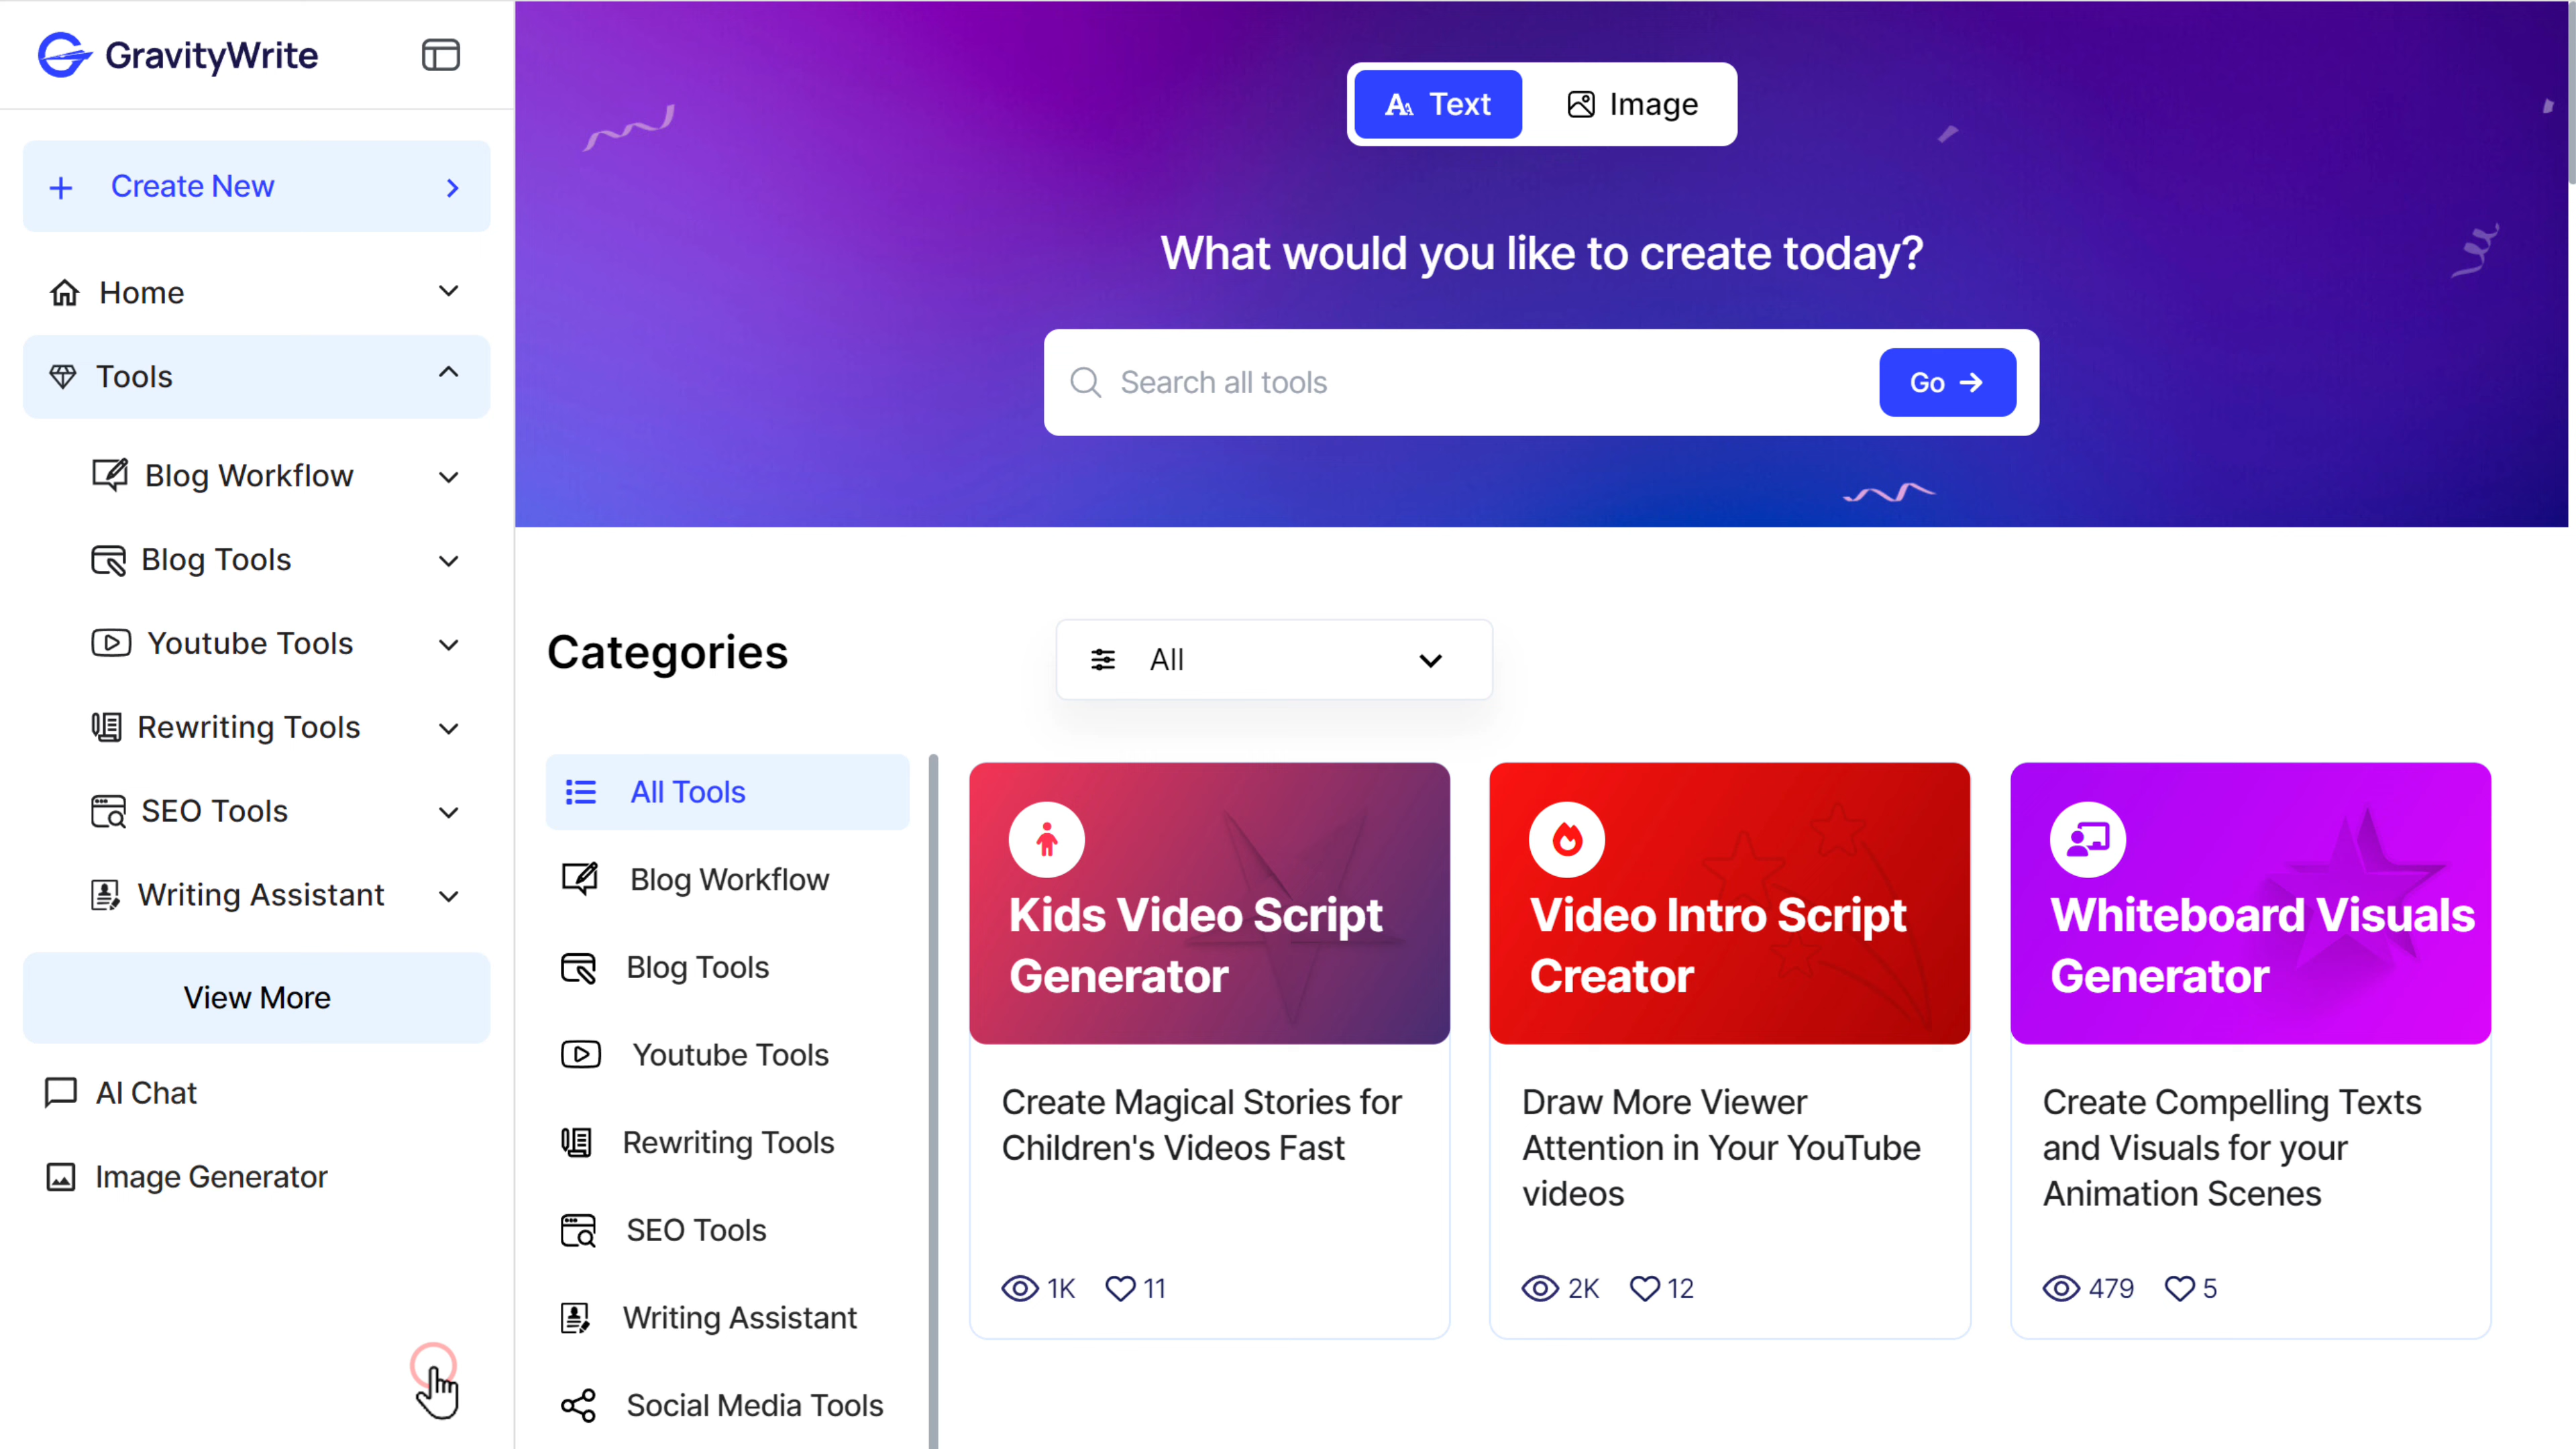 GravityWrite
Create New
Home
Tools
Blog Workflow
Blog Tools
Youtube Tools
Rewriting Tools
SEO Tools
Writing Assistant
View More
AI Chat
Image Generator
Text
Image
What would you like to create today?
Search all tools
Go
Categories
All
All Tools
Blog Workflow
Blog Tools
Youtube Tools
Rewriting Tools
SEO Tools
Writing Assistant
Social Media Tools
Kids Video Script
Generator
Create Magical Stories for
Children's Videos Fast
1K 11
Video Intro Script
Creator
Draw More Viewer
Attention in Your YouTube
videos
2K 12
Whiteboard Visuals
Generator
Create Compelling Texts
and Visuals for your
Animation Scenes
479 5